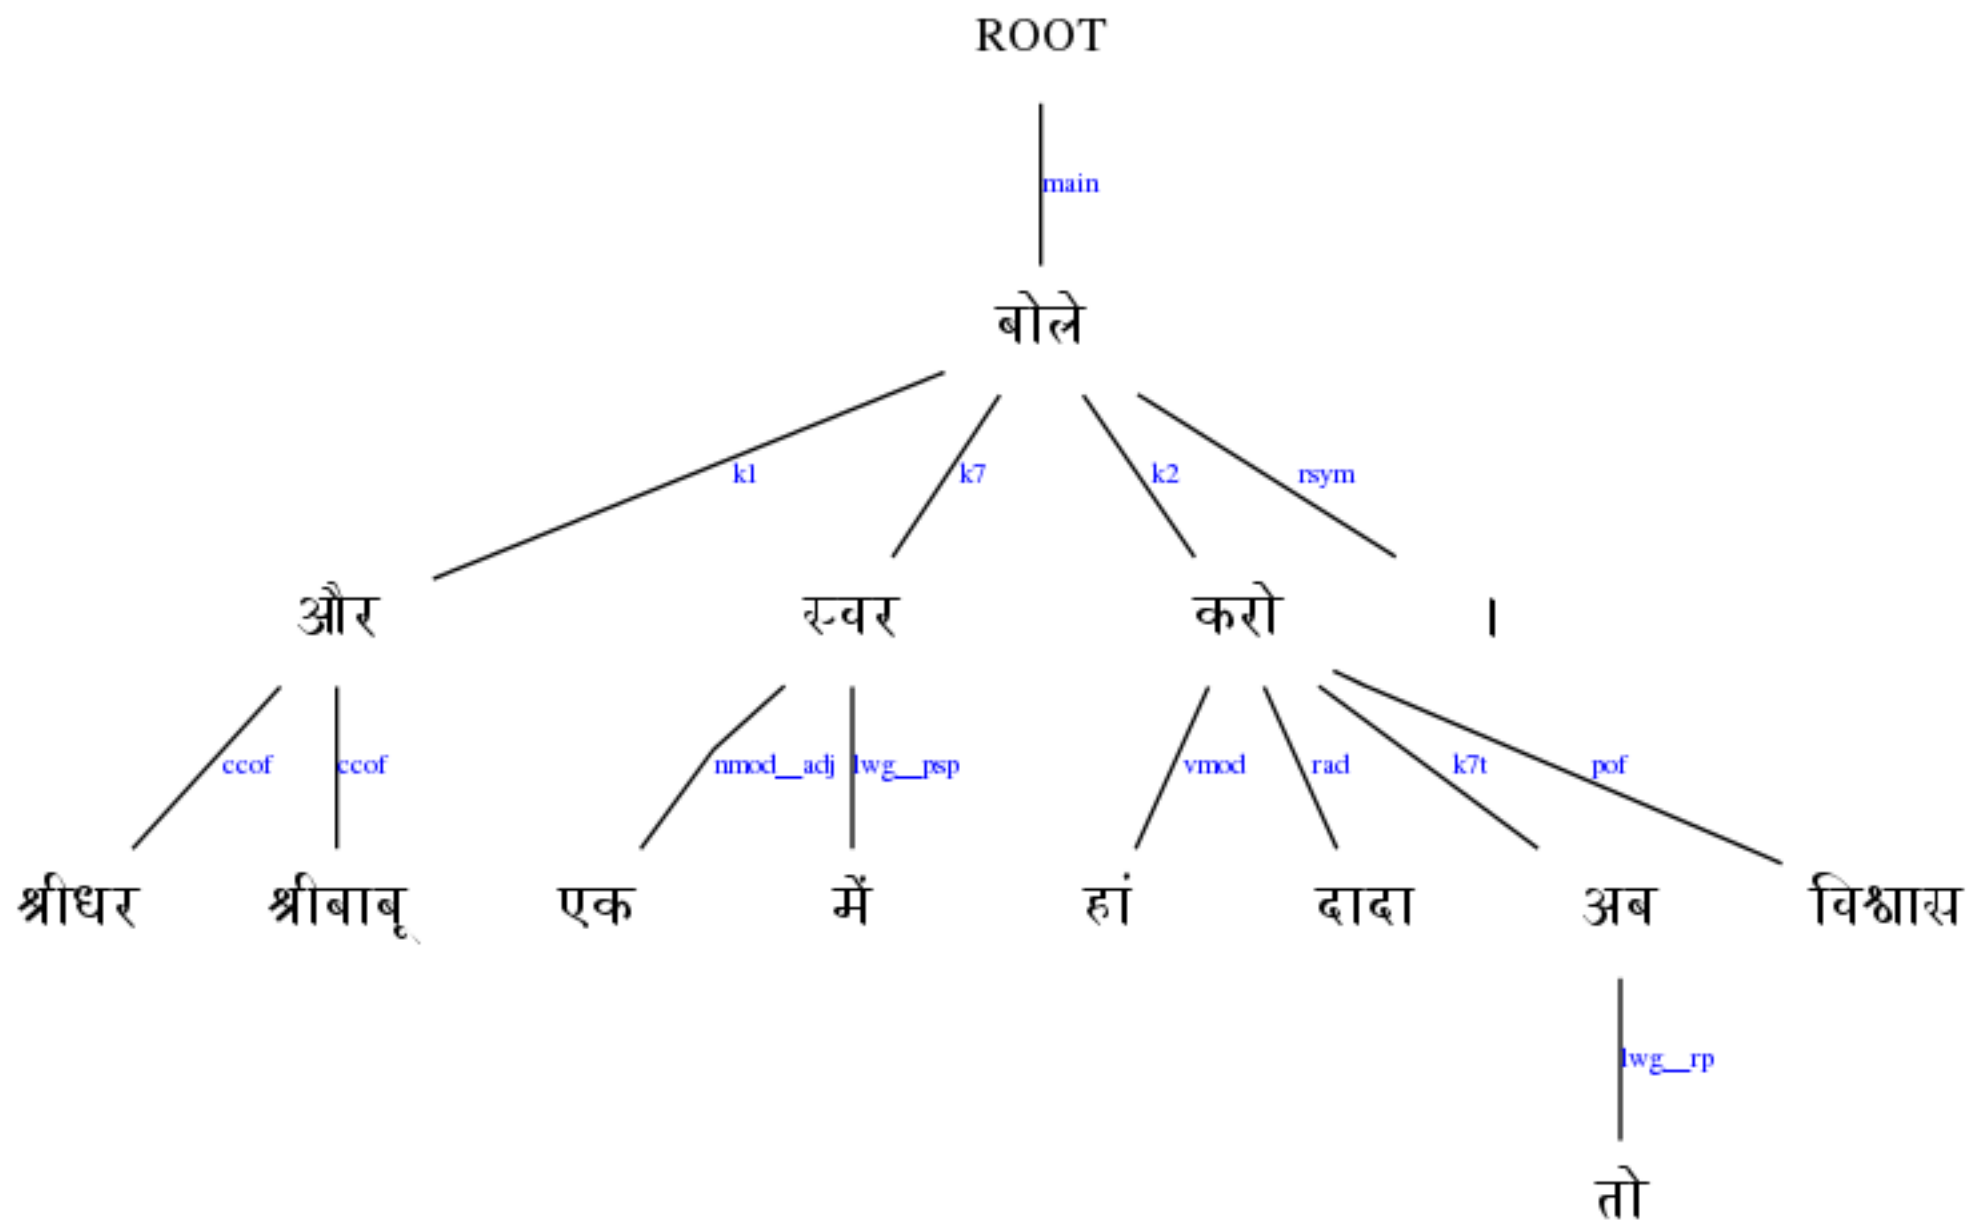 ROOT
main
बोले
k1 k7 k2 rsym
और स्वर करो ।
ccof ccof nmod__adj lwg__psp vmod rad k7t pof
श्रीधर श्रीबाबू एक में हां दादा अब विश्वास
lwg__rp
तो